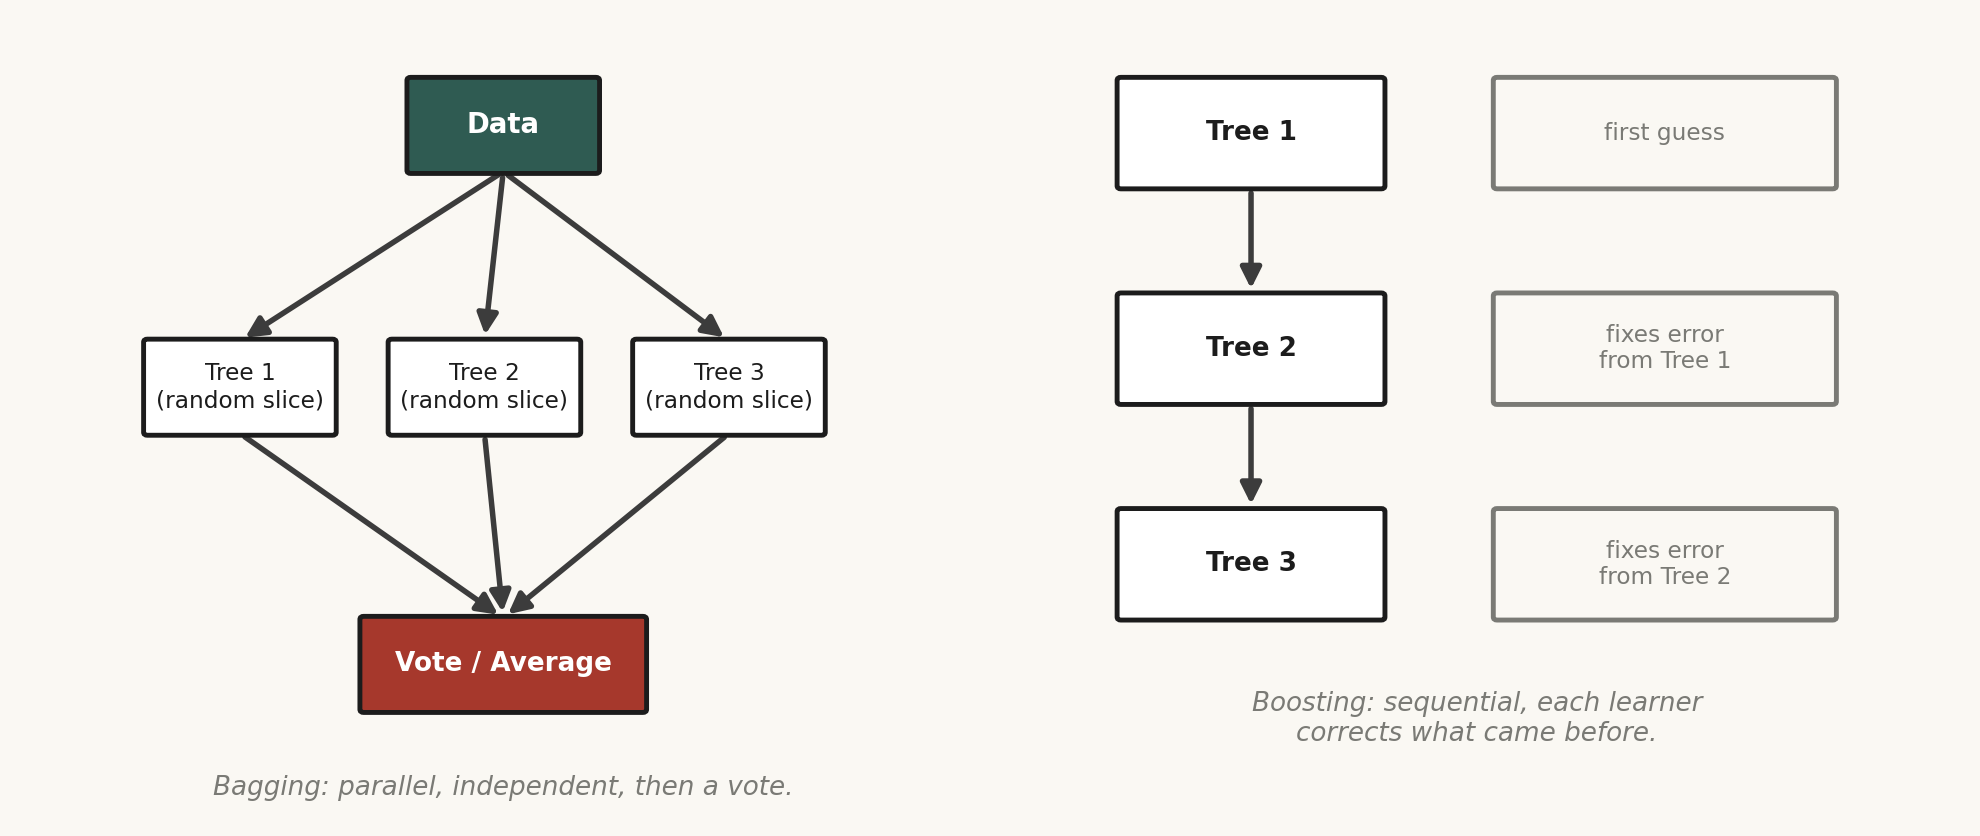 Data
Tree 1
(random slice)
Tree 2
(random slice)
Tree 3
(random slice)
Vote / Average
Bagging: parallel, independent, then a vote.
Tree 1
first guess
Tree 2
fixes error
from Tree 1
Tree 3
fixes error
from Tree 2
Boosting: sequential, each learner
corrects what came before.